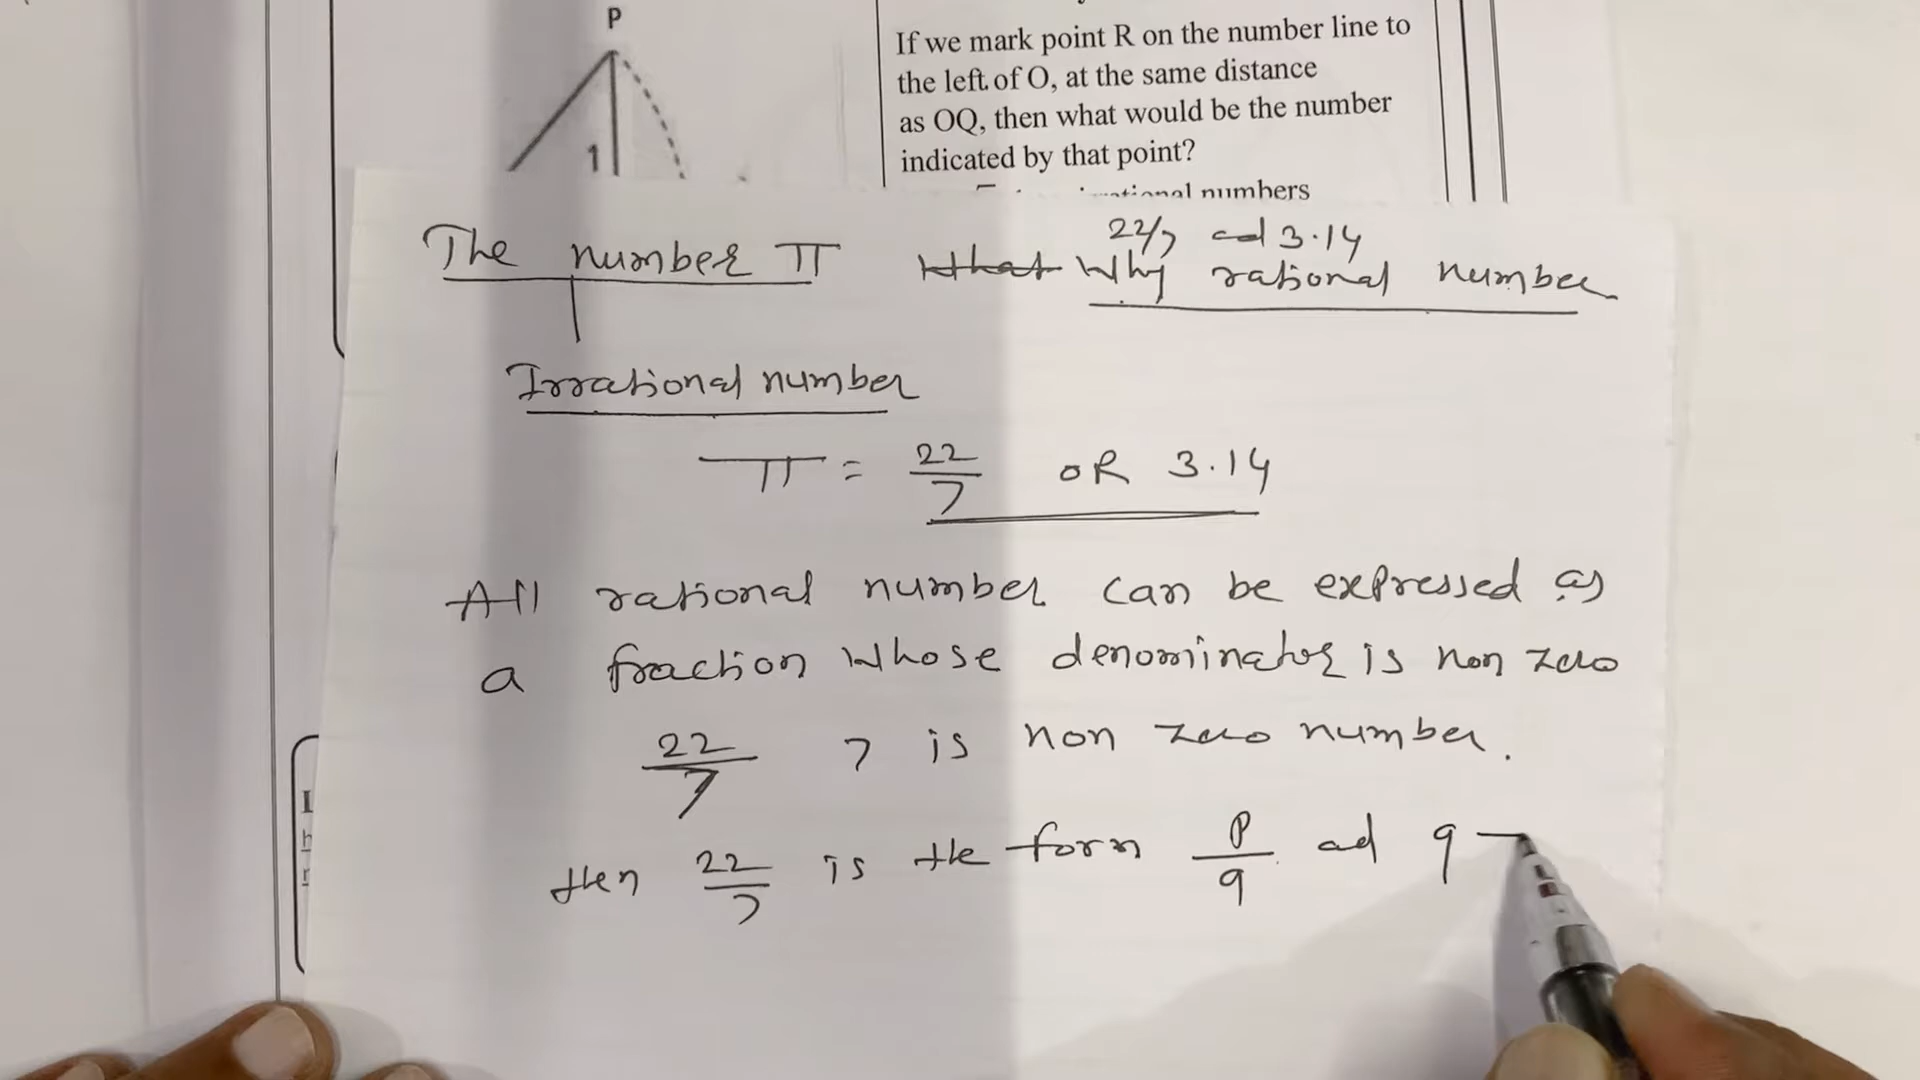 P
1
If we mark point R on the number line to
the left of O, at the same distance
as OQ, then what would be the number
indicated by that point?
numbers
22/7 ad 3.14
The number π Why rational number
Irrational number
π = 22/7 OR 3.14
All rational number can be expressed as
a fraction whose denominator is non zero
22/7 7 is non zero number.
then 22/7 is the form P/q ad q